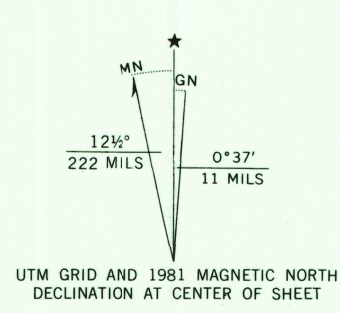 ★
MN
GN
12½°
222 MILS
0°37'
11 MILS
UTM GRID AND 1981 MAGNETIC NORTH
DECLINATION AT CENTER OF SHEET